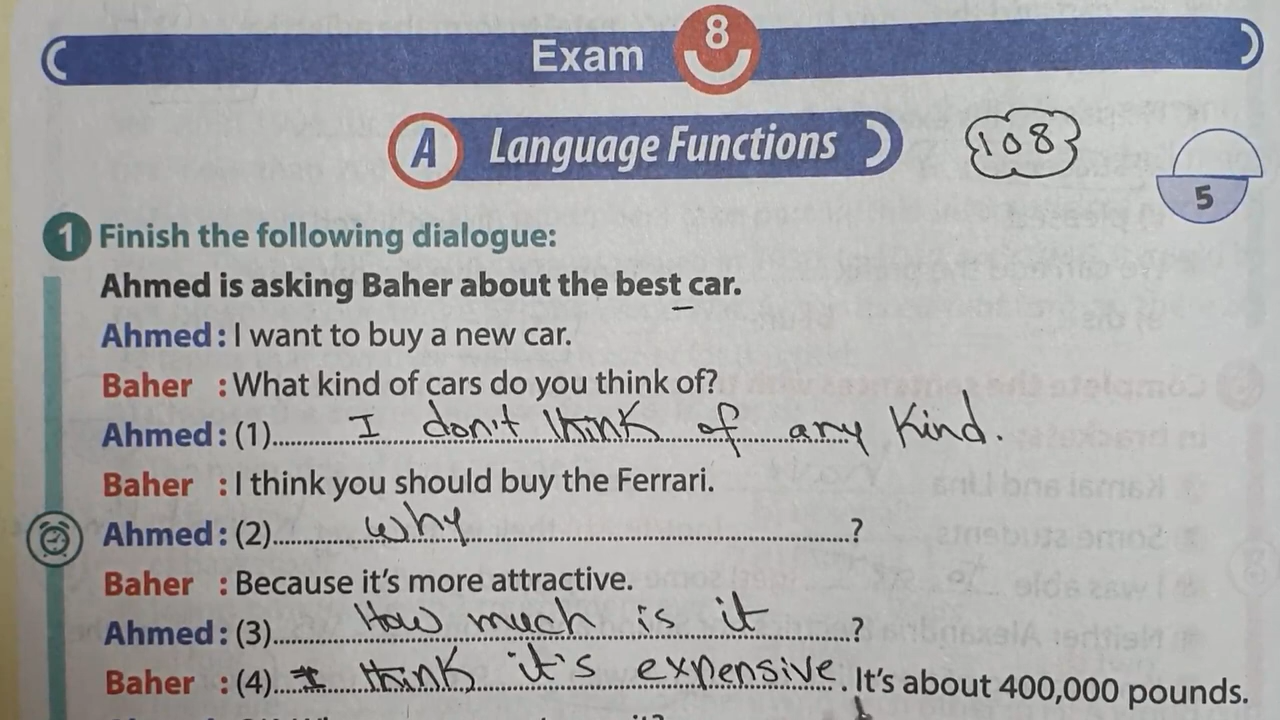 Exam 8
A Language Functions 108
5
1 Finish the following dialogue:
Ahmed is asking Baher about the best car.
Ahmed: I want to buy a new car.
Baher : What kind of cars do you think of?
Ahmed: (1) I don't think of any kind.
Baher : I think you should buy the Ferrari.
Ahmed: (2) why ?
Baher : Because it's more attractive.
Ahmed: (3) How much is it ?
Baher : (4) I think it's expensive. It's about 400,000 pounds.